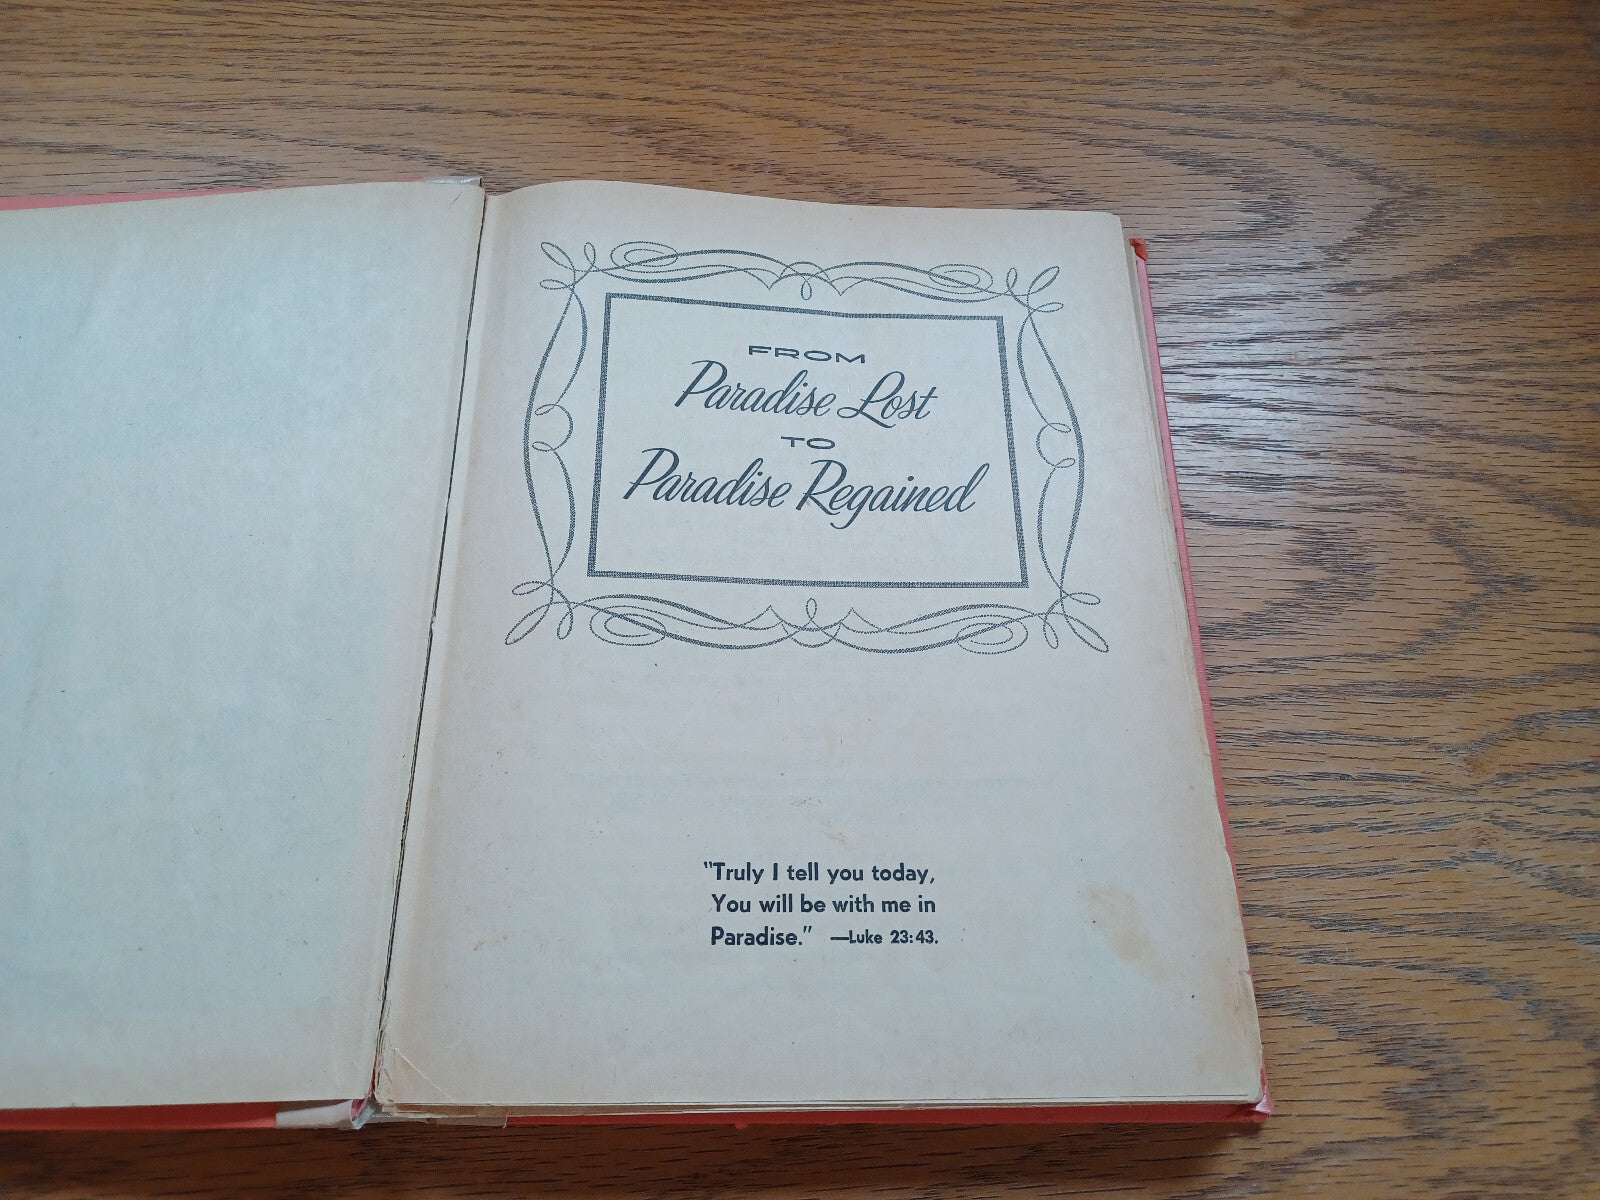 FROM
Paradise Lost
TO
Paradise Regained
"Truly I tell you today,
You will be with me in
Paradise." —Luke 23:43.